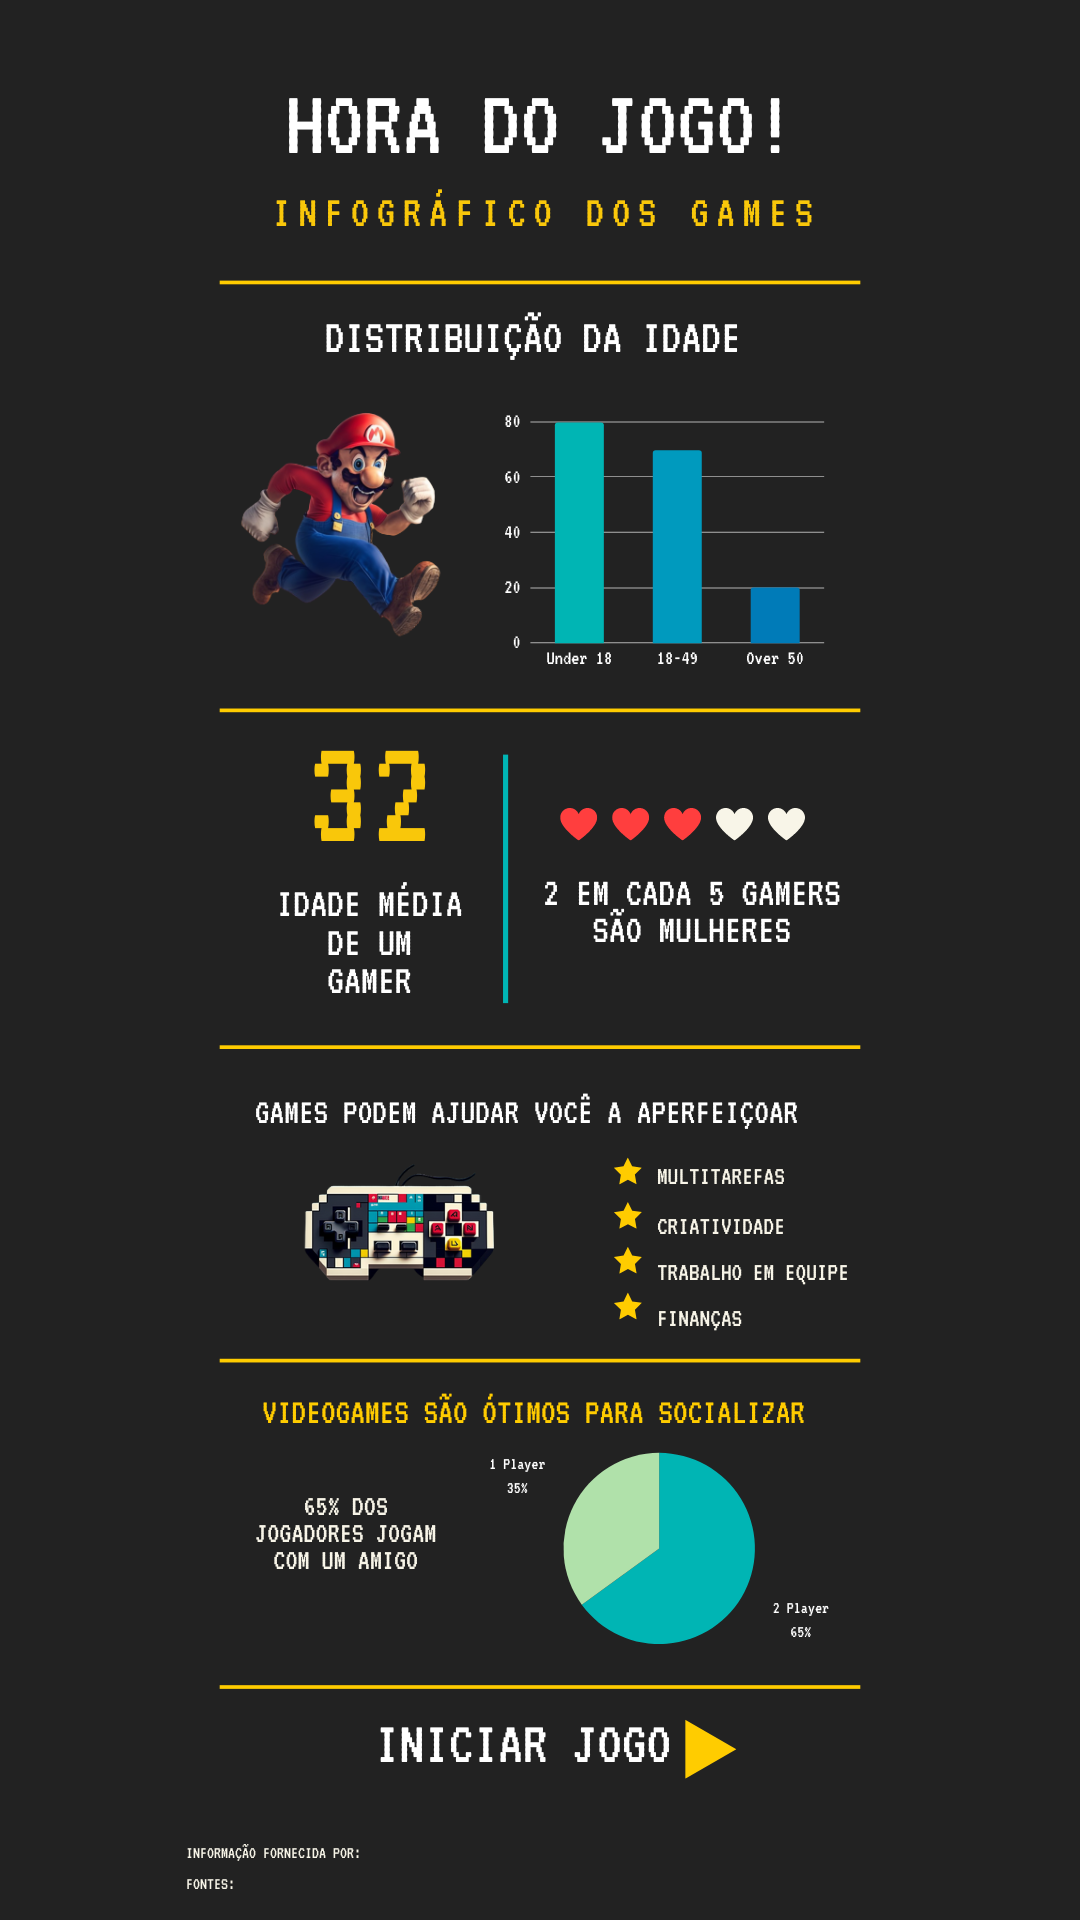 HORA DO JOGO!
INFOGRÁFICO DOS GAMES
DISTRIBUIÇÃO DA IDADE
80
60
40
20
0
Under 18
18-49
Over 50
32
IDADE MÉDIA
DE UM
GAMER
2 EM CADA 5 GAMERS
SÃO MULHERES
GAMES PODEM AJUDAR VOCÊ A APERFEIÇOAR
MULTITAREFAS
CRIATIVIDADE
TRABALHO EM EQUIPE
FINANÇAS
VIDEOGAMES SÃO ÓTIMOS PARA SOCIALIZAR
65% DOS
JOGADORES JOGAM
COM UM AMIGO
1 Player
35%
2 Player
65%
INICIAR JOGO
INFORMAÇÃO FORNECIDA POR:
FONTES: